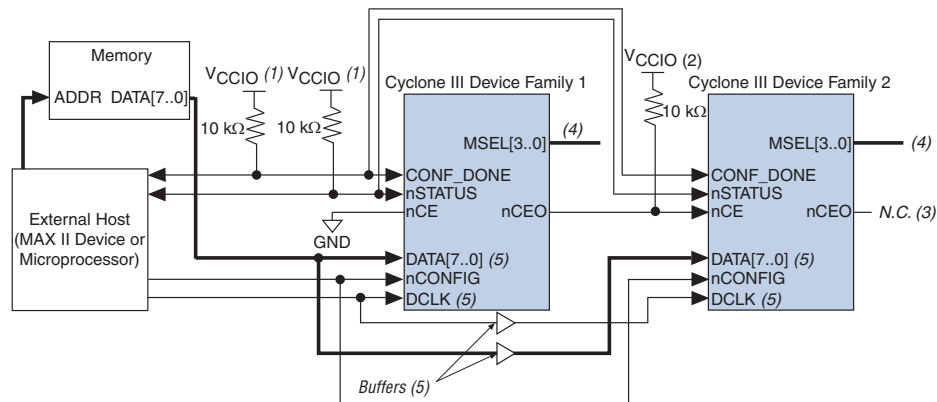 Memory
ADDR DATA[7..0]
VCCIO (1) VCCIO (1)
10 kΩ
10 kΩ
Cyclone III Device Family 1
MSEL[3..0]
(4)
CONF_DONE
nSTATUS
nCE
nCEO
GND
DATA[7..0] (5)
nCONFIG
DCLK (5)
External Host
(MAX II Device or
Microprocessor)
VCCIO (2)
10 kΩ
Cyclone III Device Family 2
MSEL[3..0]
(4)
CONF_DONE
nSTATUS
nCE
nCEO
N.C. (3)
DATA[7..0] (5)
nCONFIG
DCLK (5)
Buffers (5)